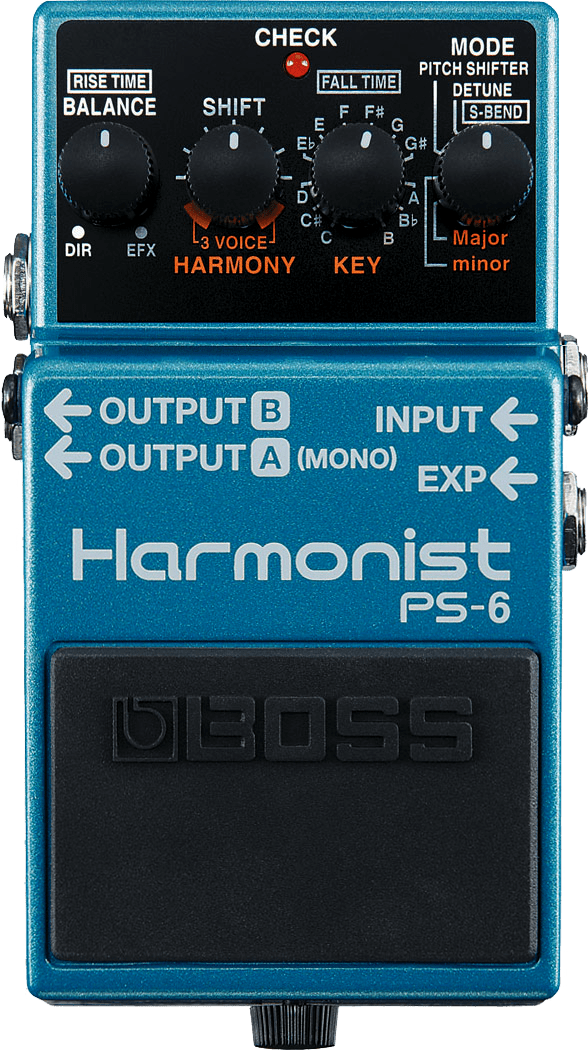 CHECK
RISE TIME
BALANCE
SHIFT
FALL TIME
MODE
PITCH SHIFTER
DETUNE
S-BEND
E F F# G
E♭ G#
D A
C# B♭
C B
DIR EFX
3 VOICE
HARMONY
KEY
Major
minor
OUTPUT B
INPUT
OUTPUT A (MONO)
EXP
Harmonist
PS-6
BOSS